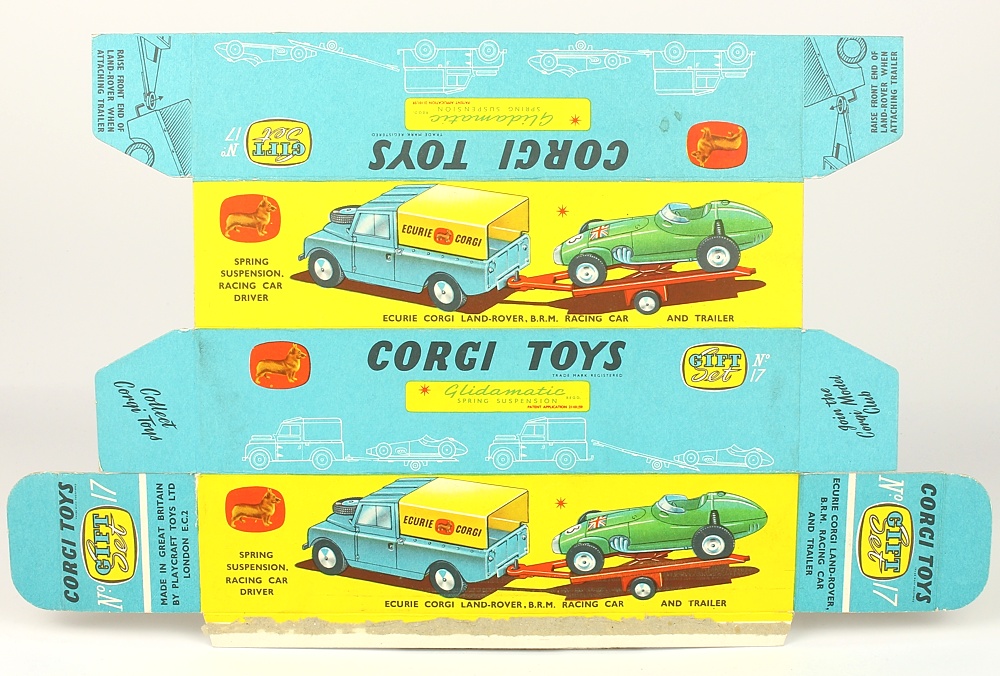 RAISE FRONT END OF
LAND-ROVER WHEN
ATTACHING TRAILER
RAISE FRONT END OF
LAND-ROVER WHEN
ATTACHING TRAILER
CORGI TOYS
TRADE MARK REGISTERED
Glidamatic
REGD.
SPRING SUSPENSION
GIFT
Set
Nº
17
SPRING
SUSPENSION.
RACING CAR
DRIVER
ECURIE CORGI
ECURIE CORGI LAND-ROVER, B.R.M. RACING CAR AND TRAILER
CORGI TOYS
TRADE MARK REGISTERED
GIFT
Set
Nº
17
Glidamatic
REGD.
SPRING SUSPENSION
Collect
Corgi Toys
Join the
Corgi Model
Club
SPRING
SUSPENSION.
RACING CAR
DRIVER
ECURIE CORGI
ECURIE CORGI LAND-ROVER, B.R.M. RACING CAR AND TRAILER
CORGI TOYS
Nº
GIFT
Set
17
MADE IN GREAT BRITAIN
BY PLAYCRAFT TOYS LTD
LONDON E.C.2
CORGI TOYS
Nº
GIFT
Set
17
ECURIE CORGI LAND-ROVER,
B.R.M. RACING CAR
AND TRAILER